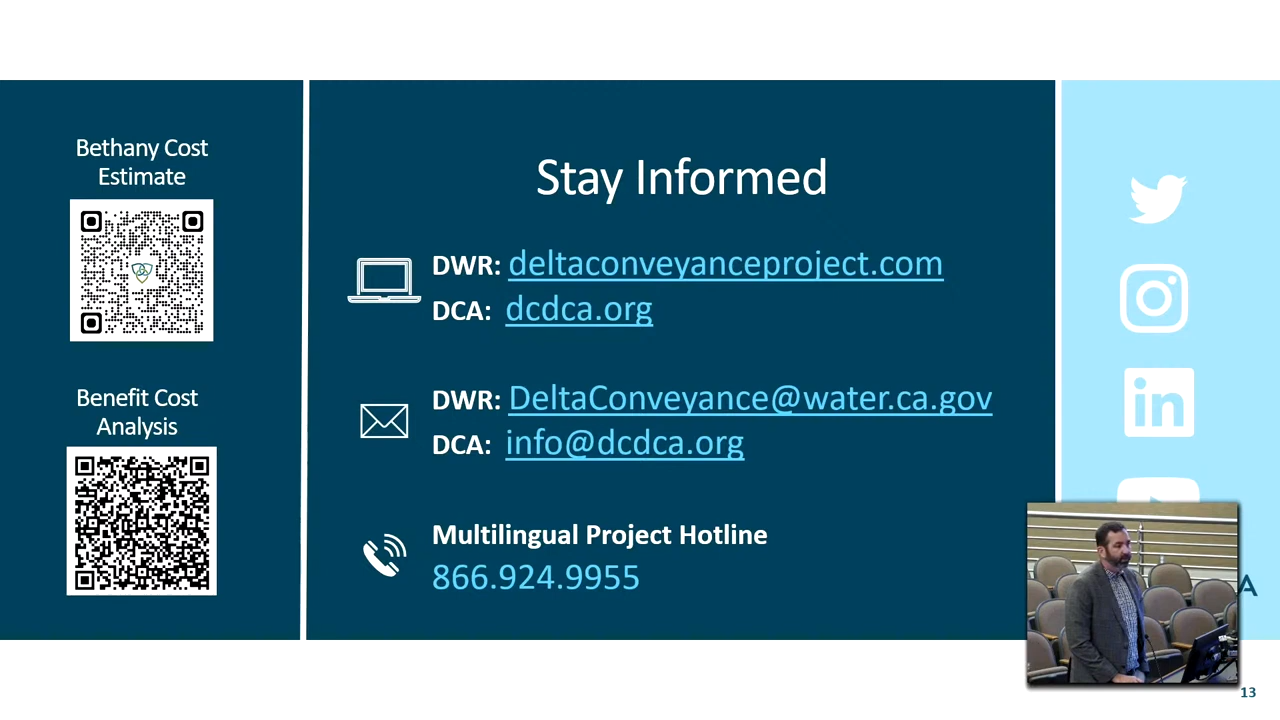 Bethany Cost
Estimate
Benefit Cost
Analysis
Stay Informed
DWR: deltaconveyanceproject.com
DCA: dcdca.org
DWR: DeltaConveyance@water.ca.gov
DCA: info@dcdca.org
Multilingual Project Hotline
866.924.9955
in
A
13